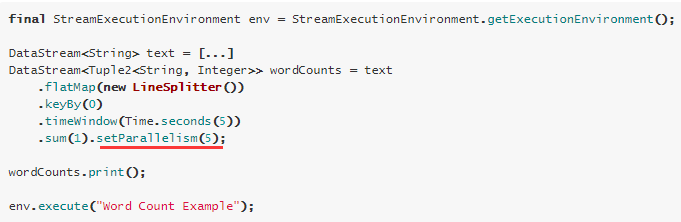 final StreamExecutionEnvironment env = StreamExecutionEnvironment.getExecutionEnvironment();
DataStream<String> text = [...]
DataStream<Tuple2<String, Integer>> wordCounts = text
.flatMap(new LineSplitter())
.keyBy(0)
.timeWindow(Time.seconds(5))
.sum(1).setParallelism(5);
wordCounts.print();
env.execute("Word Count Example");